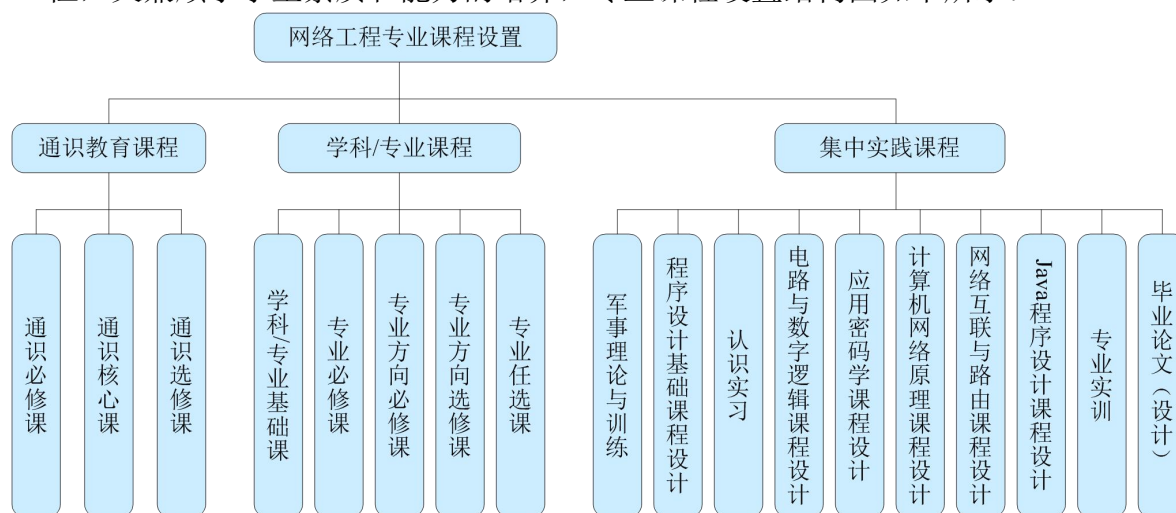 网络工程专业课程设置
通识教育课程
学科/专业课程
集中实践课程
通识必修课
通识核心课
通识选修课
学科/专业基础课
专业必修课
专业方向必修课
专业方向选修课
专业任选课
军事理论与训练
程序设计基础课程设计
认识实习
电路与数字逻辑课程设计
应用密码学课程设计
计算机网络原理课程设计
网络互联与路由课程设计
Java程序设计课程设计
专业实训
毕业论文（设计）